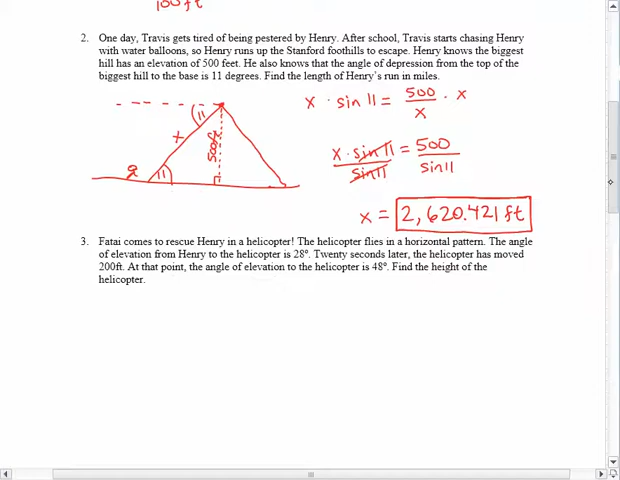 100ft
2. One day, Travis gets tired of being pestered by Henry. After school, Travis starts chasing Henry
with water balloons, so Henry runs up the Stanford foothills to escape. Henry knows the biggest
hill has an elevation of 500 feet. He also knows that the angle of depression from the top of the
biggest hill to the base is 11 degrees. Find the length of Henry's run in miles.
x · sin 11 = 500/x · x
11
x
500ft
11
x · sin 11 / sin 11 = 500 / sin 11
x = 2,620.421 ft
3. Fatai comes to rescue Henry in a helicopter! The helicopter flies in a horizontal pattern. The angle
of elevation from Henry to the helicopter is 28°. Twenty seconds later, the helicopter has moved
200ft. At that point, the angle of elevation to the helicopter is 48°. Find the height of the
helicopter.